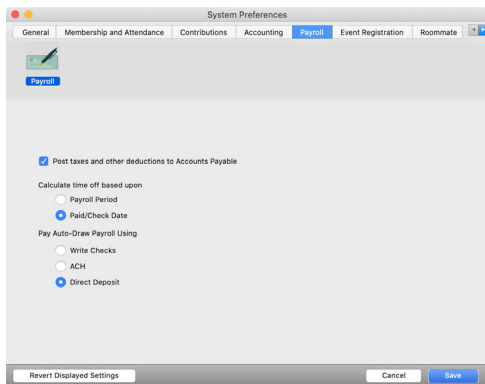 System Preferences
General Membership and Attendance Contributions Accounting Payroll Event Registration Roommate
Payroll
Post taxes and other deductions to Accounts Payable
Calculate time off based upon
Payroll Period
Paid/Check Date
Pay Auto-Draw Payroll Using
Write Checks
ACH
Direct Deposit
Revert Displayed Settings Cancel Save